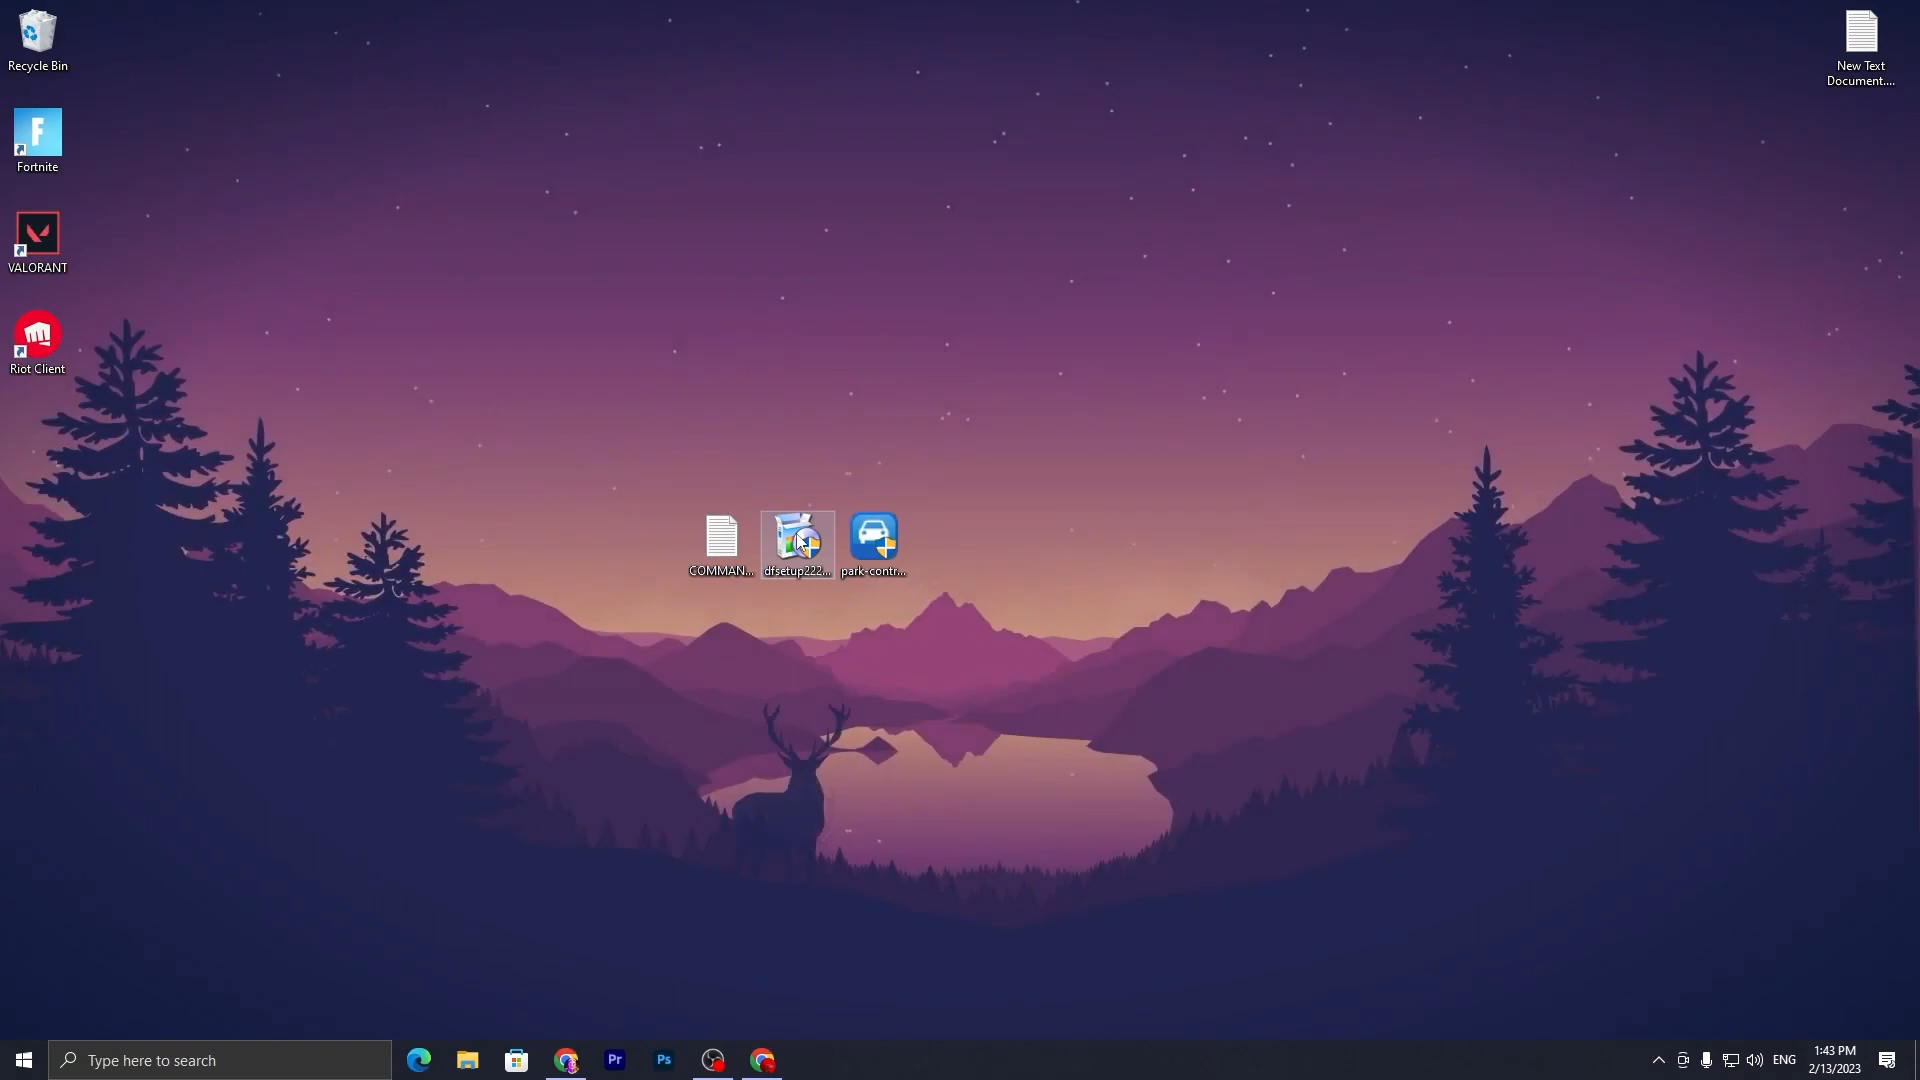 Recycle Bin
New Text
Document....
Fortnite
VALORANT
Riot Client
COMMAN...
dfsetup222...
park-contr...
Type here to search
Pr
Ps
ENG
1:43 PM
2/13/2023